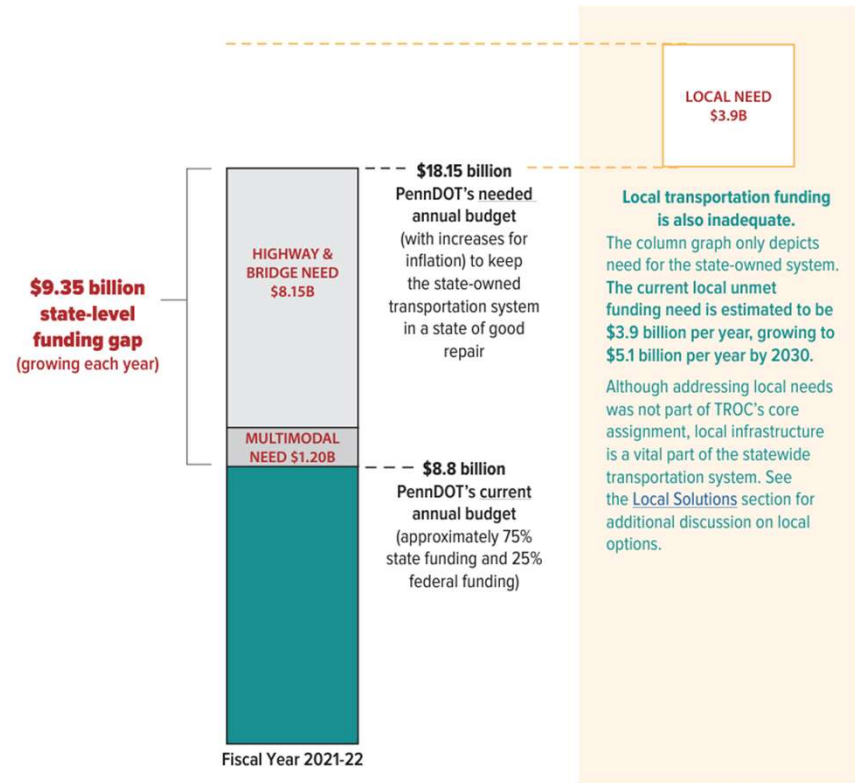 $9.35 billion
state-level
funding gap
(growing each year)
HIGHWAY &
BRIDGE NEED
$8.15B
MULTIMODAL
NEED $1.20B
Fiscal Year 2021-22
$18.15 billion
PennDOT's needed
annual budget
(with increases for
inflation) to keep
the state-owned
transportation system
in a state of good
repair
$8.8 billion
PennDOT's current
annual budget
(approximately 75%
state funding and 25%
federal funding)
LOCAL NEED
$3.9B
Local transportation funding
is also inadequate.
The column graph only depicts
need for the state-owned system.
The current local unmet
funding need is estimated to be
$3.9 billion per year, growing to
$5.1 billion per year by 2030.
Although addressing local needs
was not part of TROC's core
assignment, local infrastructure
is a vital part of the statewide
transportation system. See
the Local Solutions section for
additional discussion on local
options.